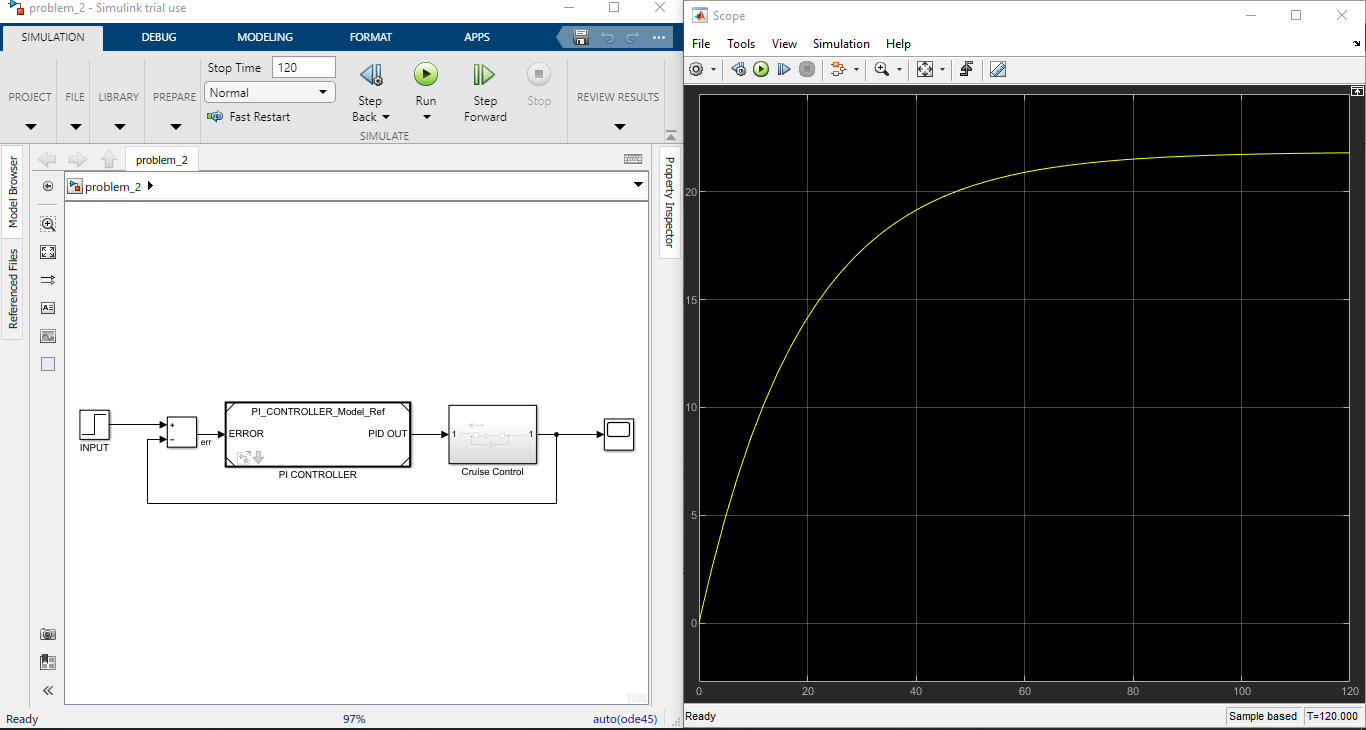 problem_2 - Simulink trial use
SIMULATION DEBUG MODELING FORMAT APPS
Stop Time 120
Normal
Fast Restart
PROJECT FILE LIBRARY PREPARE
Step Back
Run
Step Forward
Stop
SIMULATE
REVIEW RESULTS
Model Browser
Referenced Files
problem_2
problem_2
Property Inspector
INPUT
+
−
err
PI_CONTROLLER_Model_Ref
ERROR PID OUT
PI CONTROLLER
1 1
Cruise Control
Ready 97% auto(ode45)
Scope
File Tools View Simulation Help
20
15
10
5
0
0 20 40 60 80 100 120
Ready Sample based T=120.000